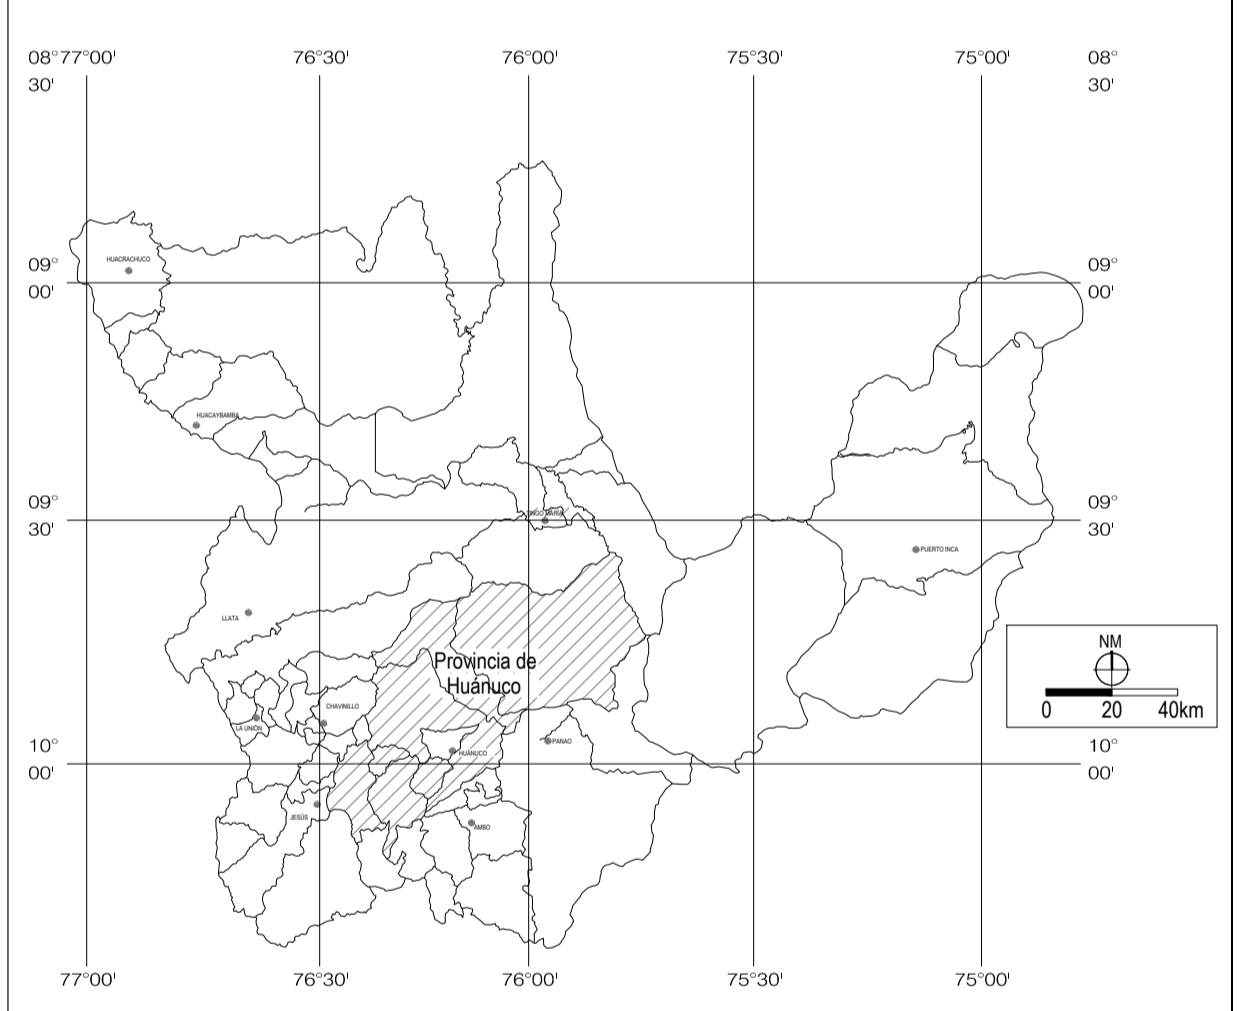 08° 77°00' 76°30' 76°00' 75°30' 75°00' 08°
30' 30'
HUACRACHUCO
09° 09°
00' 00'
HUACAYBAMBA
09° 09°
30' 30'
TINGO MARIA
PUERTO INCA
LLATA
NM
Provincia de
Huánuco
0 20 40km
CHAVINILLO
LA UNIÓN
PANAO
HUÁNUCO
10° 10°
00' 00'
JESÚS
AMBO
77°00' 76°30' 76°00' 75°30' 75°00'